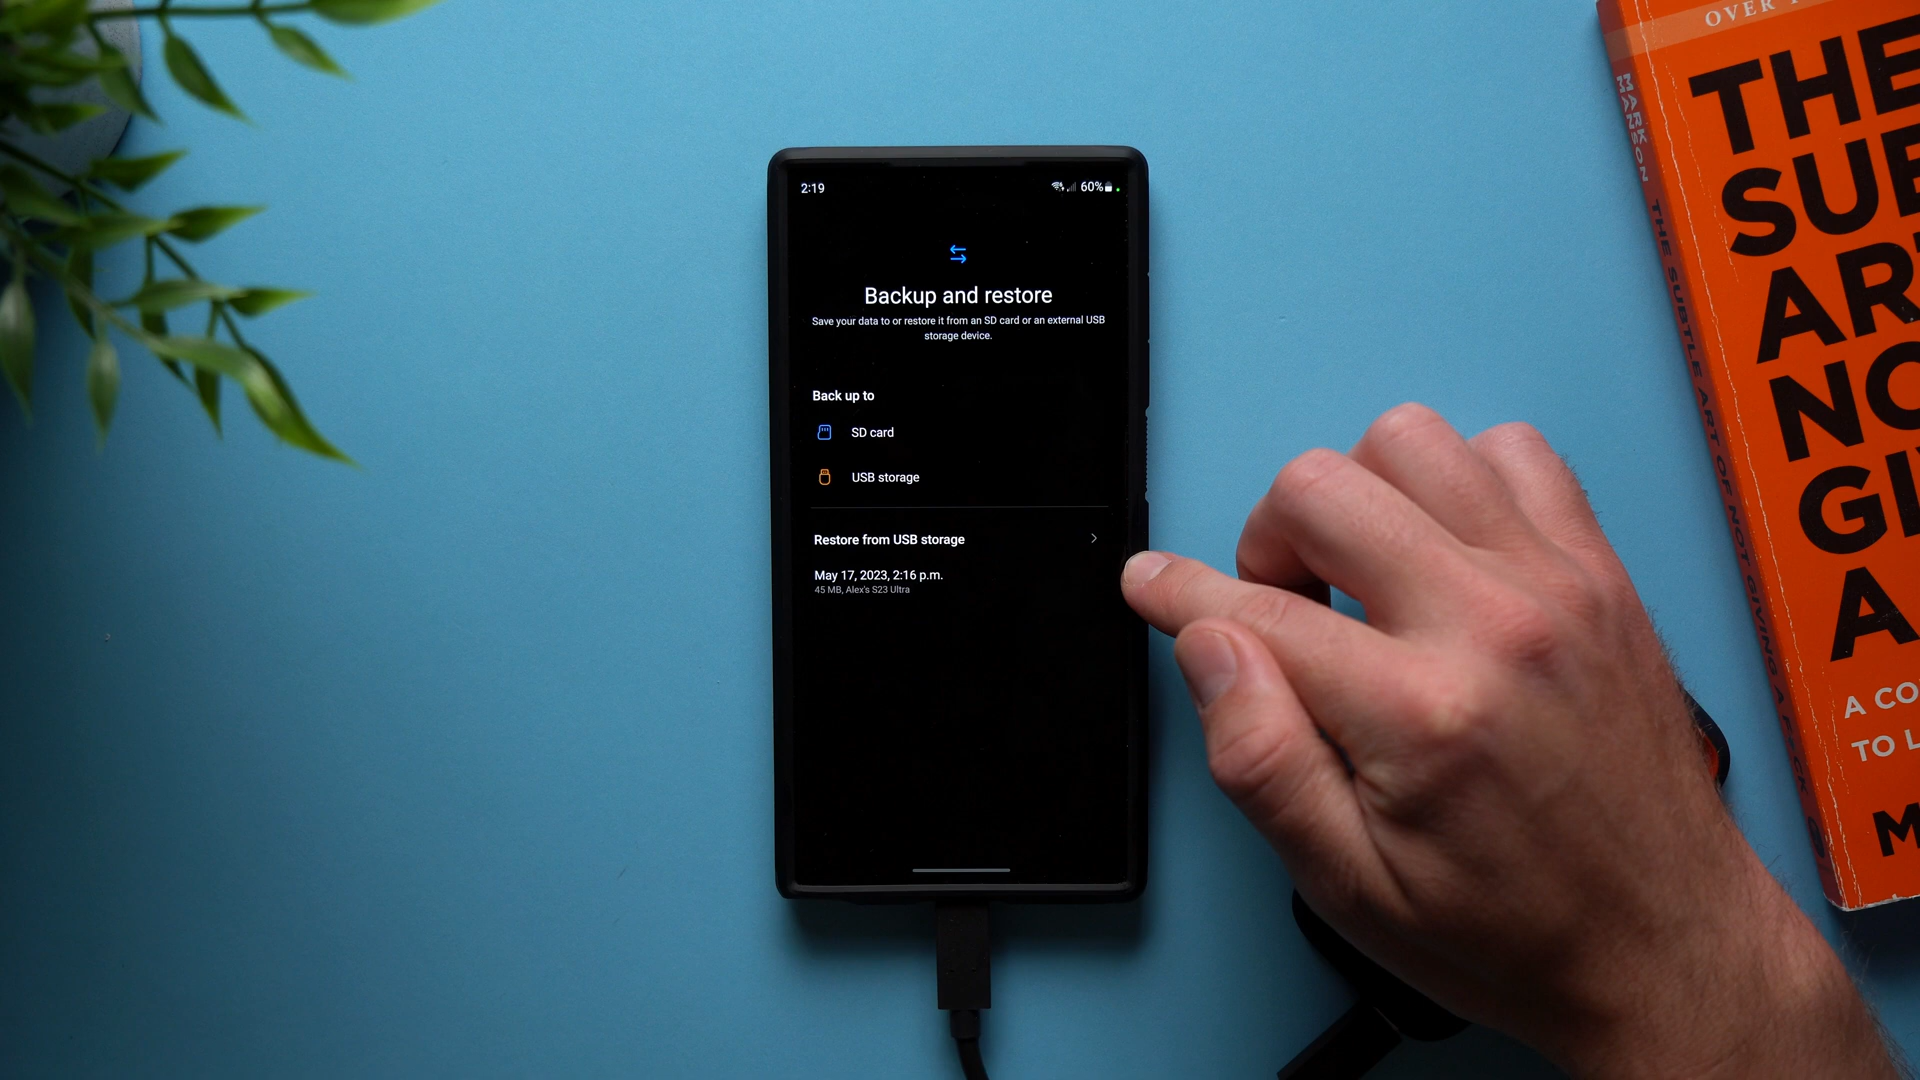 2:19
60%
Backup and restore
Save your data to or restore it from an SD card or an external USB
storage device.
Back up to
SD card
USB storage
Restore from USB storage
May 17, 2023, 2:16 p.m.
45 MB, Alex's S23 Ultra
OVER
THE
SUB
AR
NO
GI
A
A CO
TO L
M
MARK
MANSON
THE SUBTLE ART OF NOT GIVING A F*CK